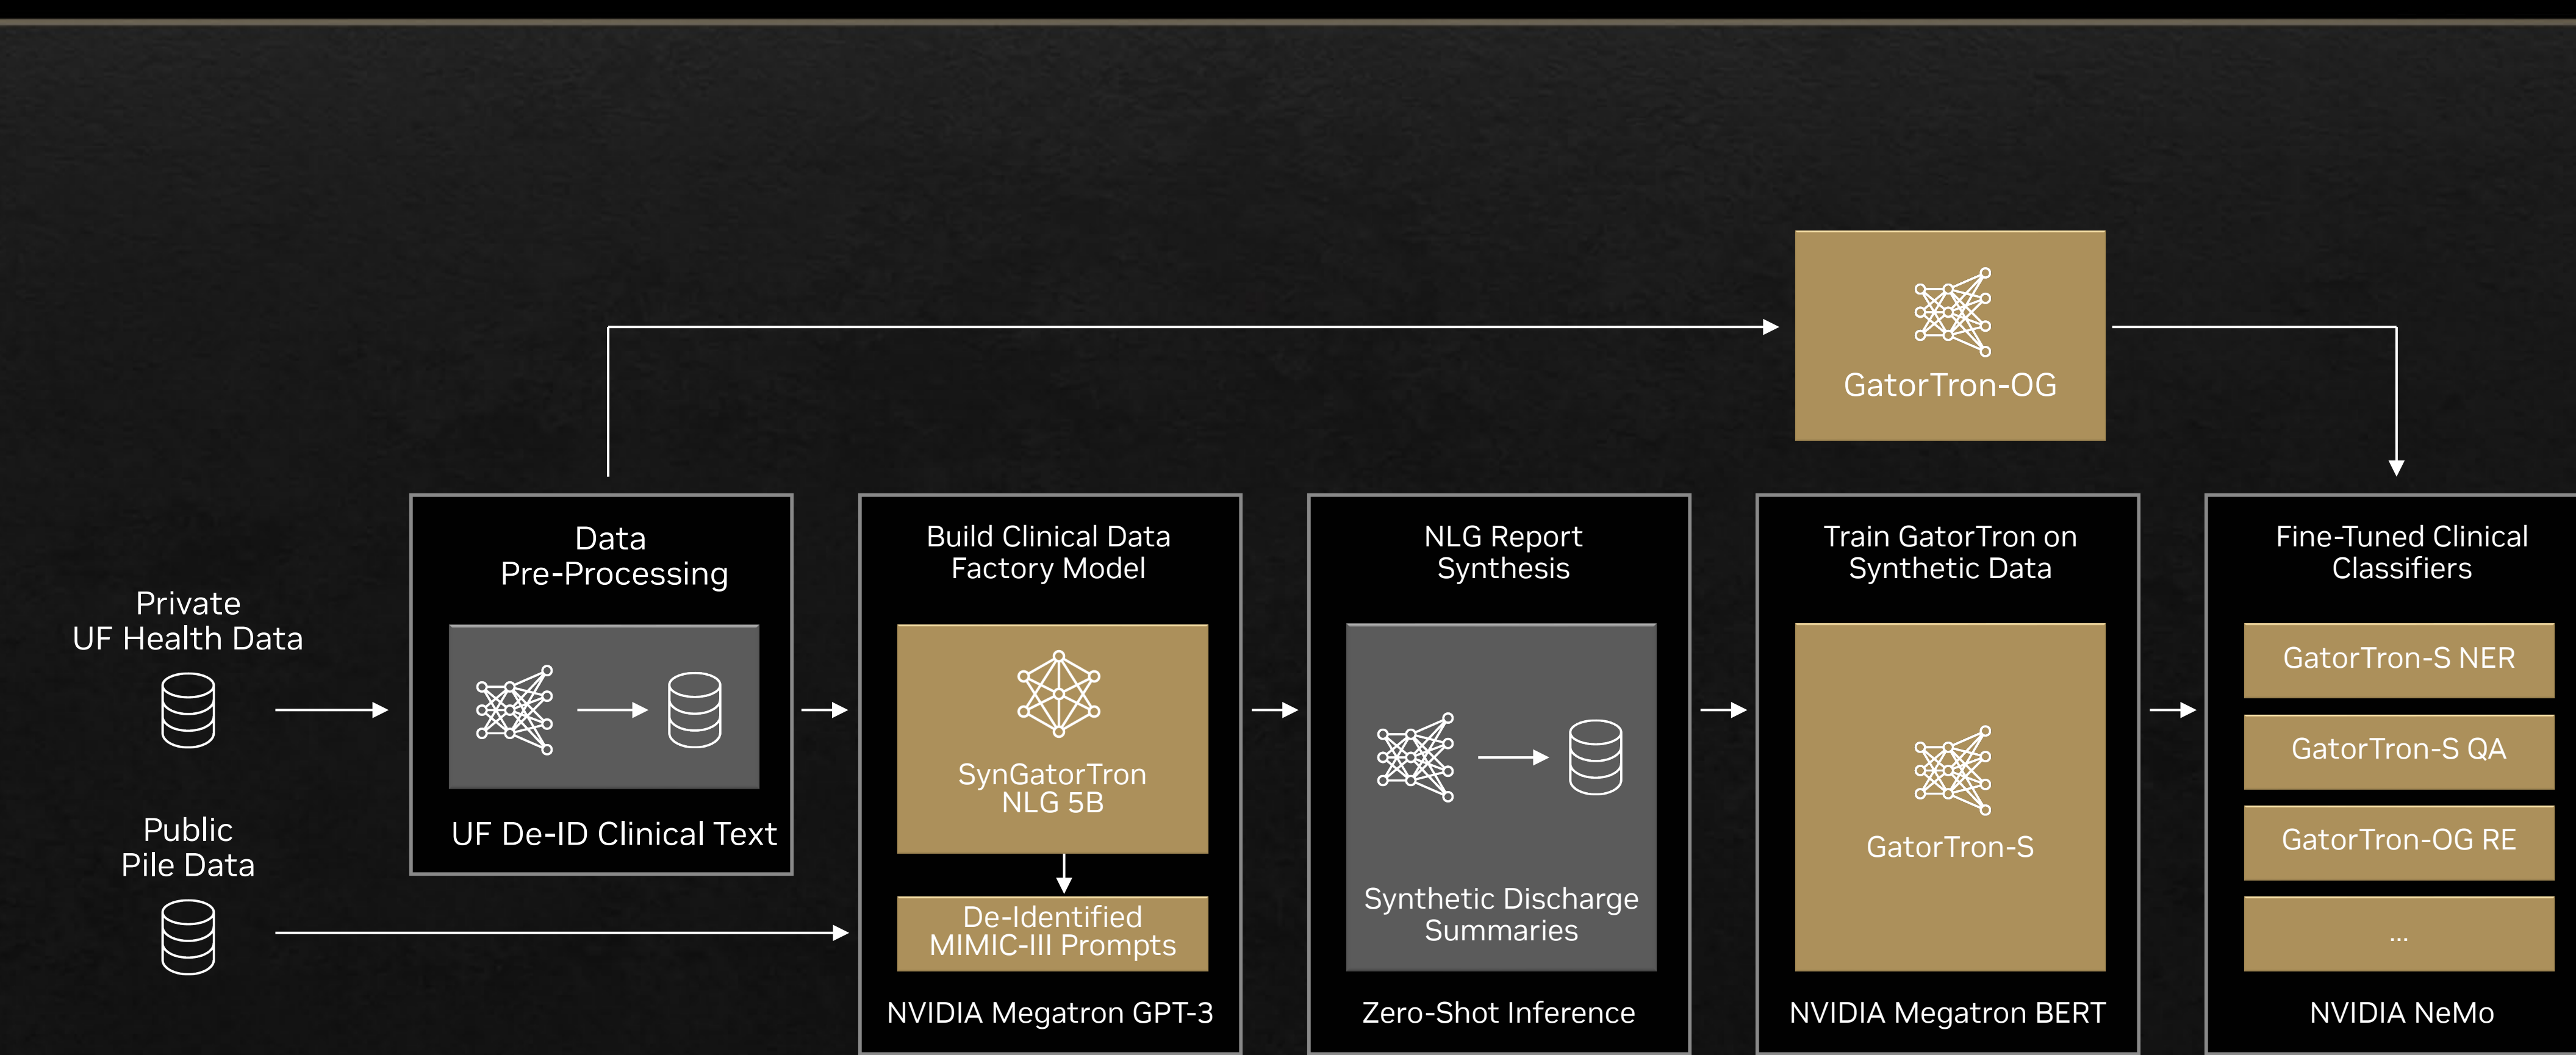 GatorTron-OG
Private
UF Health Data
Public
Pile Data
Data
Pre-Processing
UF De-ID Clinical Text
Build Clinical Data
Factory Model
SynGatorTron
NLG 5B
De-Identified
MIMIC-III Prompts
NVIDIA Megatron GPT-3
NLG Report
Synthesis
Synthetic Discharge
Summaries
Zero-Shot Inference
Train GatorTron on
Synthetic Data
GatorTron-S
NVIDIA Megatron BERT
Fine-Tuned Clinical
Classifiers
GatorTron-S NER
GatorTron-S QA
GatorTron-OG RE
...
NVIDIA NeMo